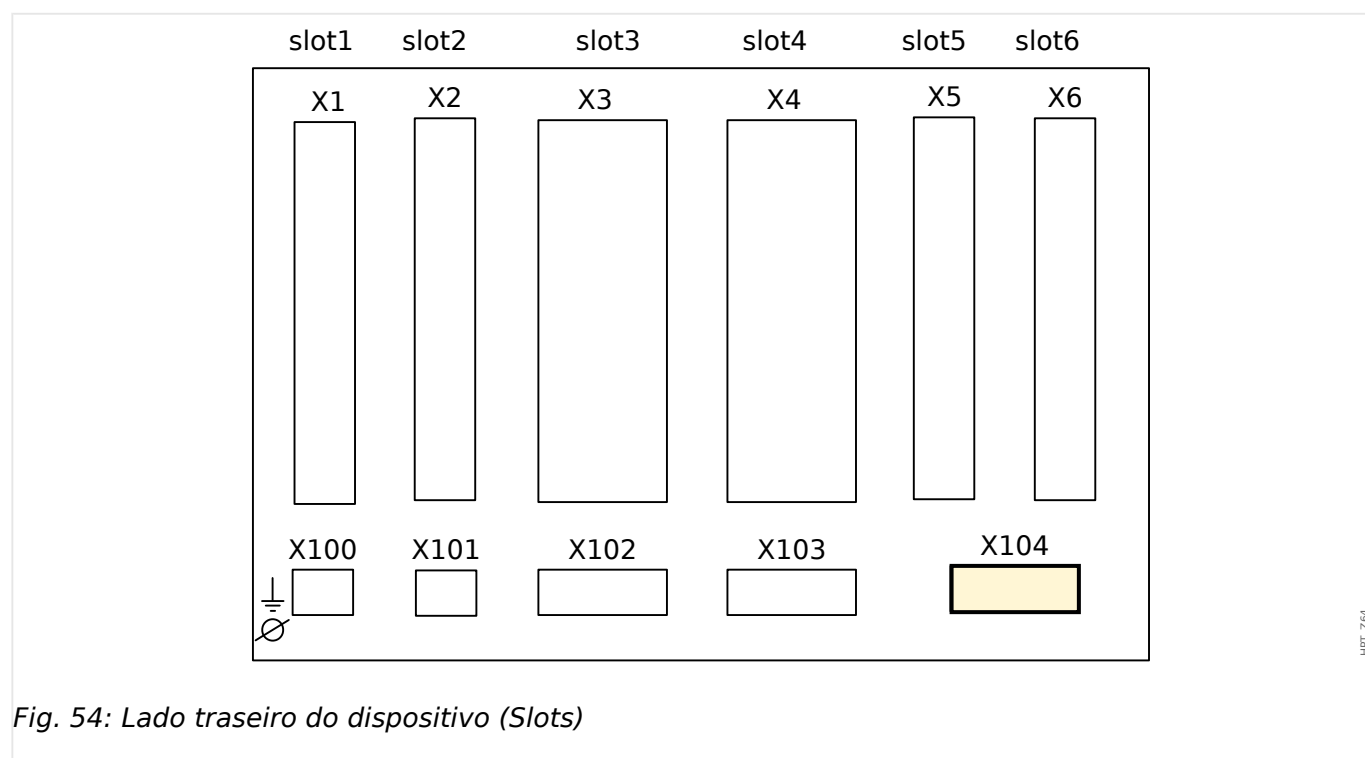 slot1 slot2 slot3 slot4 slot5 slot6
X1 X2 X3 X4 X5 X6
X100 X101 X102 X103 X104
Fig. 54: Lado traseiro do dispositivo (Slots)